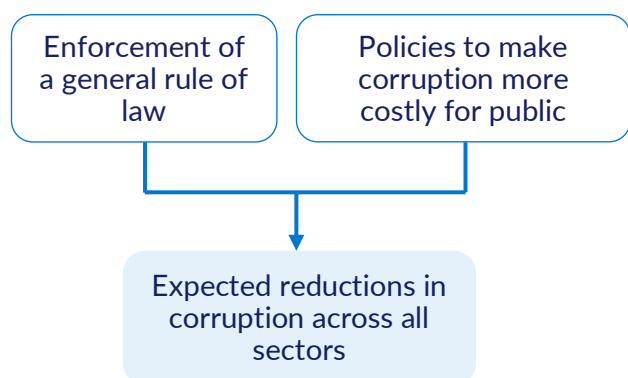 Enforcement of
a general rule of
law
Policies to make
corruption more
costly for public
Expected reductions in
corruption across all
sectors